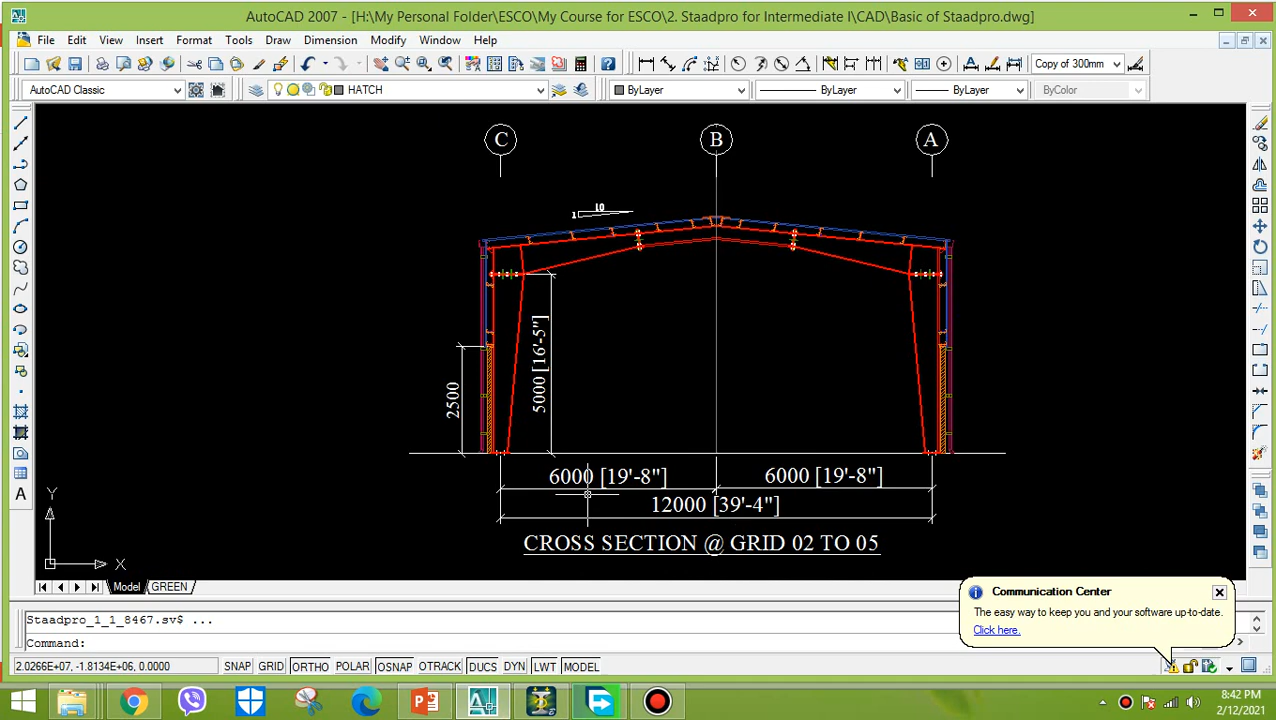 AutoCAD 2007 - [H:\My Personal Folder\ESCO\My Course for ESCO\2. Staadpro for Intermediate I\CAD\Basic of Staadpro.dwg]
File Edit View Insert Format Tools Draw Dimension Modify Window Help
Copy of 300mm
AutoCAD Classic HATCH ByLayer ByLayer ByLayer ByColor
C B A
1 10
2500
5000 [16'-5"]
6000 [19'-8"] 6000 [19'-8"]
12000 [39'-4"]
CROSS SECTION @ GRID 02 TO 05
Y
X
Model GREEN
Communication Center
The easy way to keep you and your software up-to-date.
Click here.
Staadpro_1_1_8467.sv$ ...
Command:
2.0266E+07, -1.8134E+06, 0.0000 SNAP GRID ORTHO POLAR OSNAP OTRACK DUCS DYN LWT MODEL
8:42 PM
2/12/2021